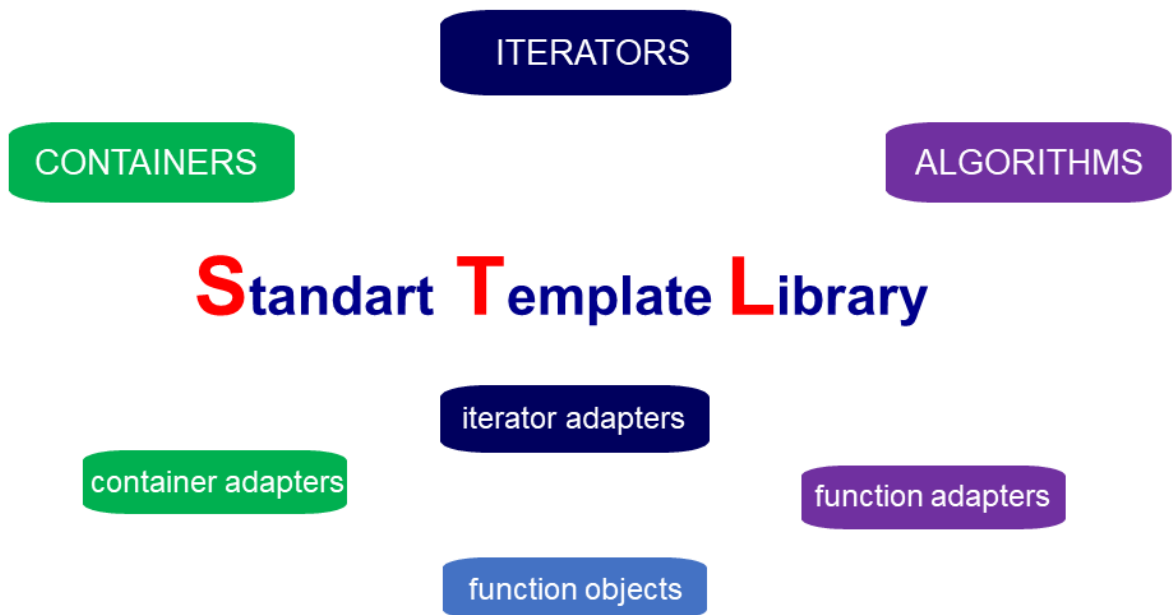 ITERATORS
CONTAINERS
ALGORITHMS
Standart Template Library
iterator adapters
container adapters
function adapters
function objects